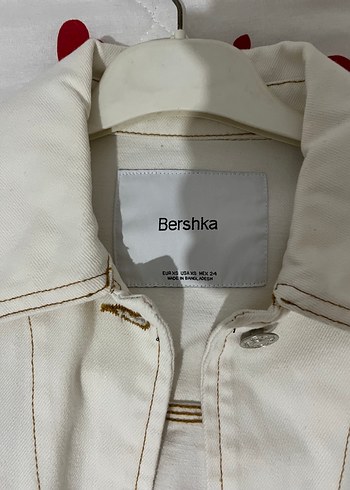 Bershka
EUR XS USA XS MEX 24
MADE IN BANGLADESH